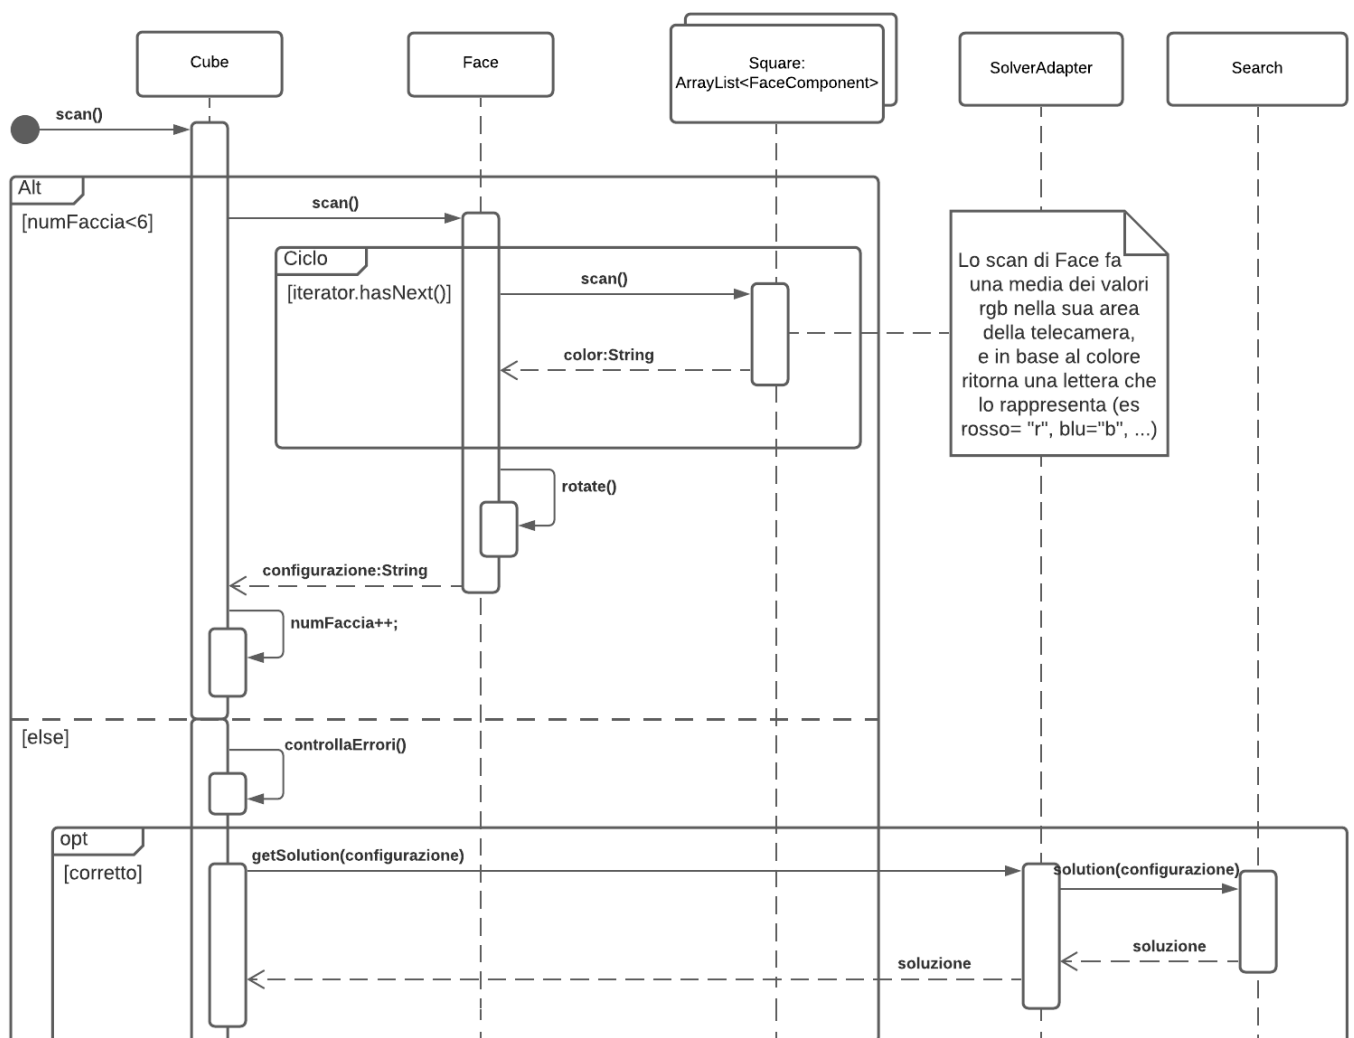 Cube
Face
Square:
ArrayList<FaceComponent>
SolverAdapter
Search
scan()
Alt
[numFaccia<6]
scan()
Ciclo
[iterator.hasNext()]
scan()
color:String
Lo scan di Face fa
una media dei valori
rgb nella sua area
della telecamera,
e in base al colore
ritorna una lettera che
lo rappresenta (es
rosso= "r", blu="b", ...)
rotate()
configurazione:String
numFaccia++;
[else]
controllaErrori()
opt
[corretto]
getSolution(configurazione)
solution(configurazione)
soluzione
soluzione